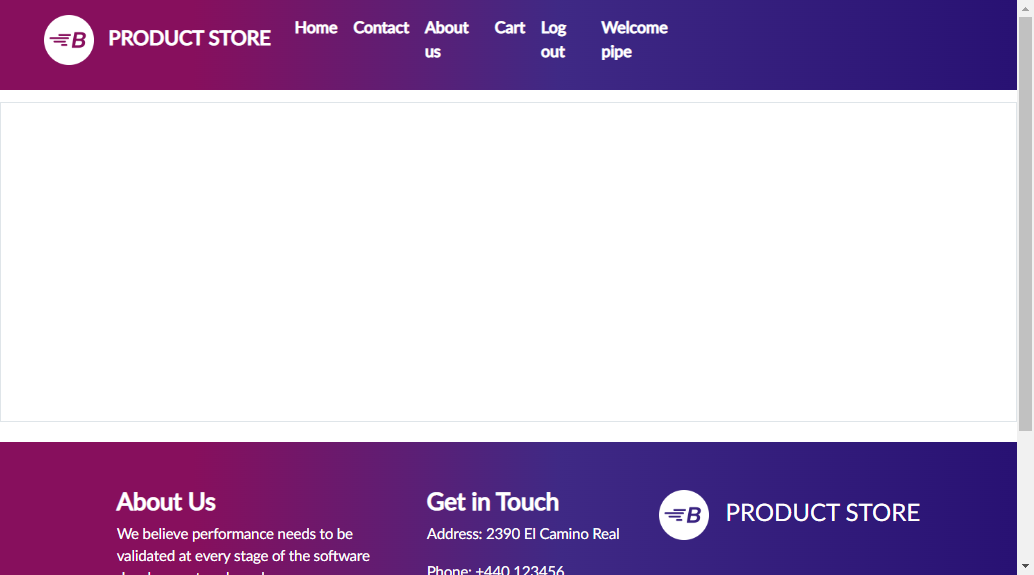 B PRODUCT STORE Home Contact About us Cart Log out Welcome pipe
About Us
We believe performance needs to be
validated at every stage of the software
Get in Touch
Address: 2390 El Camino Real
Phone: +440 123456
B PRODUCT STORE